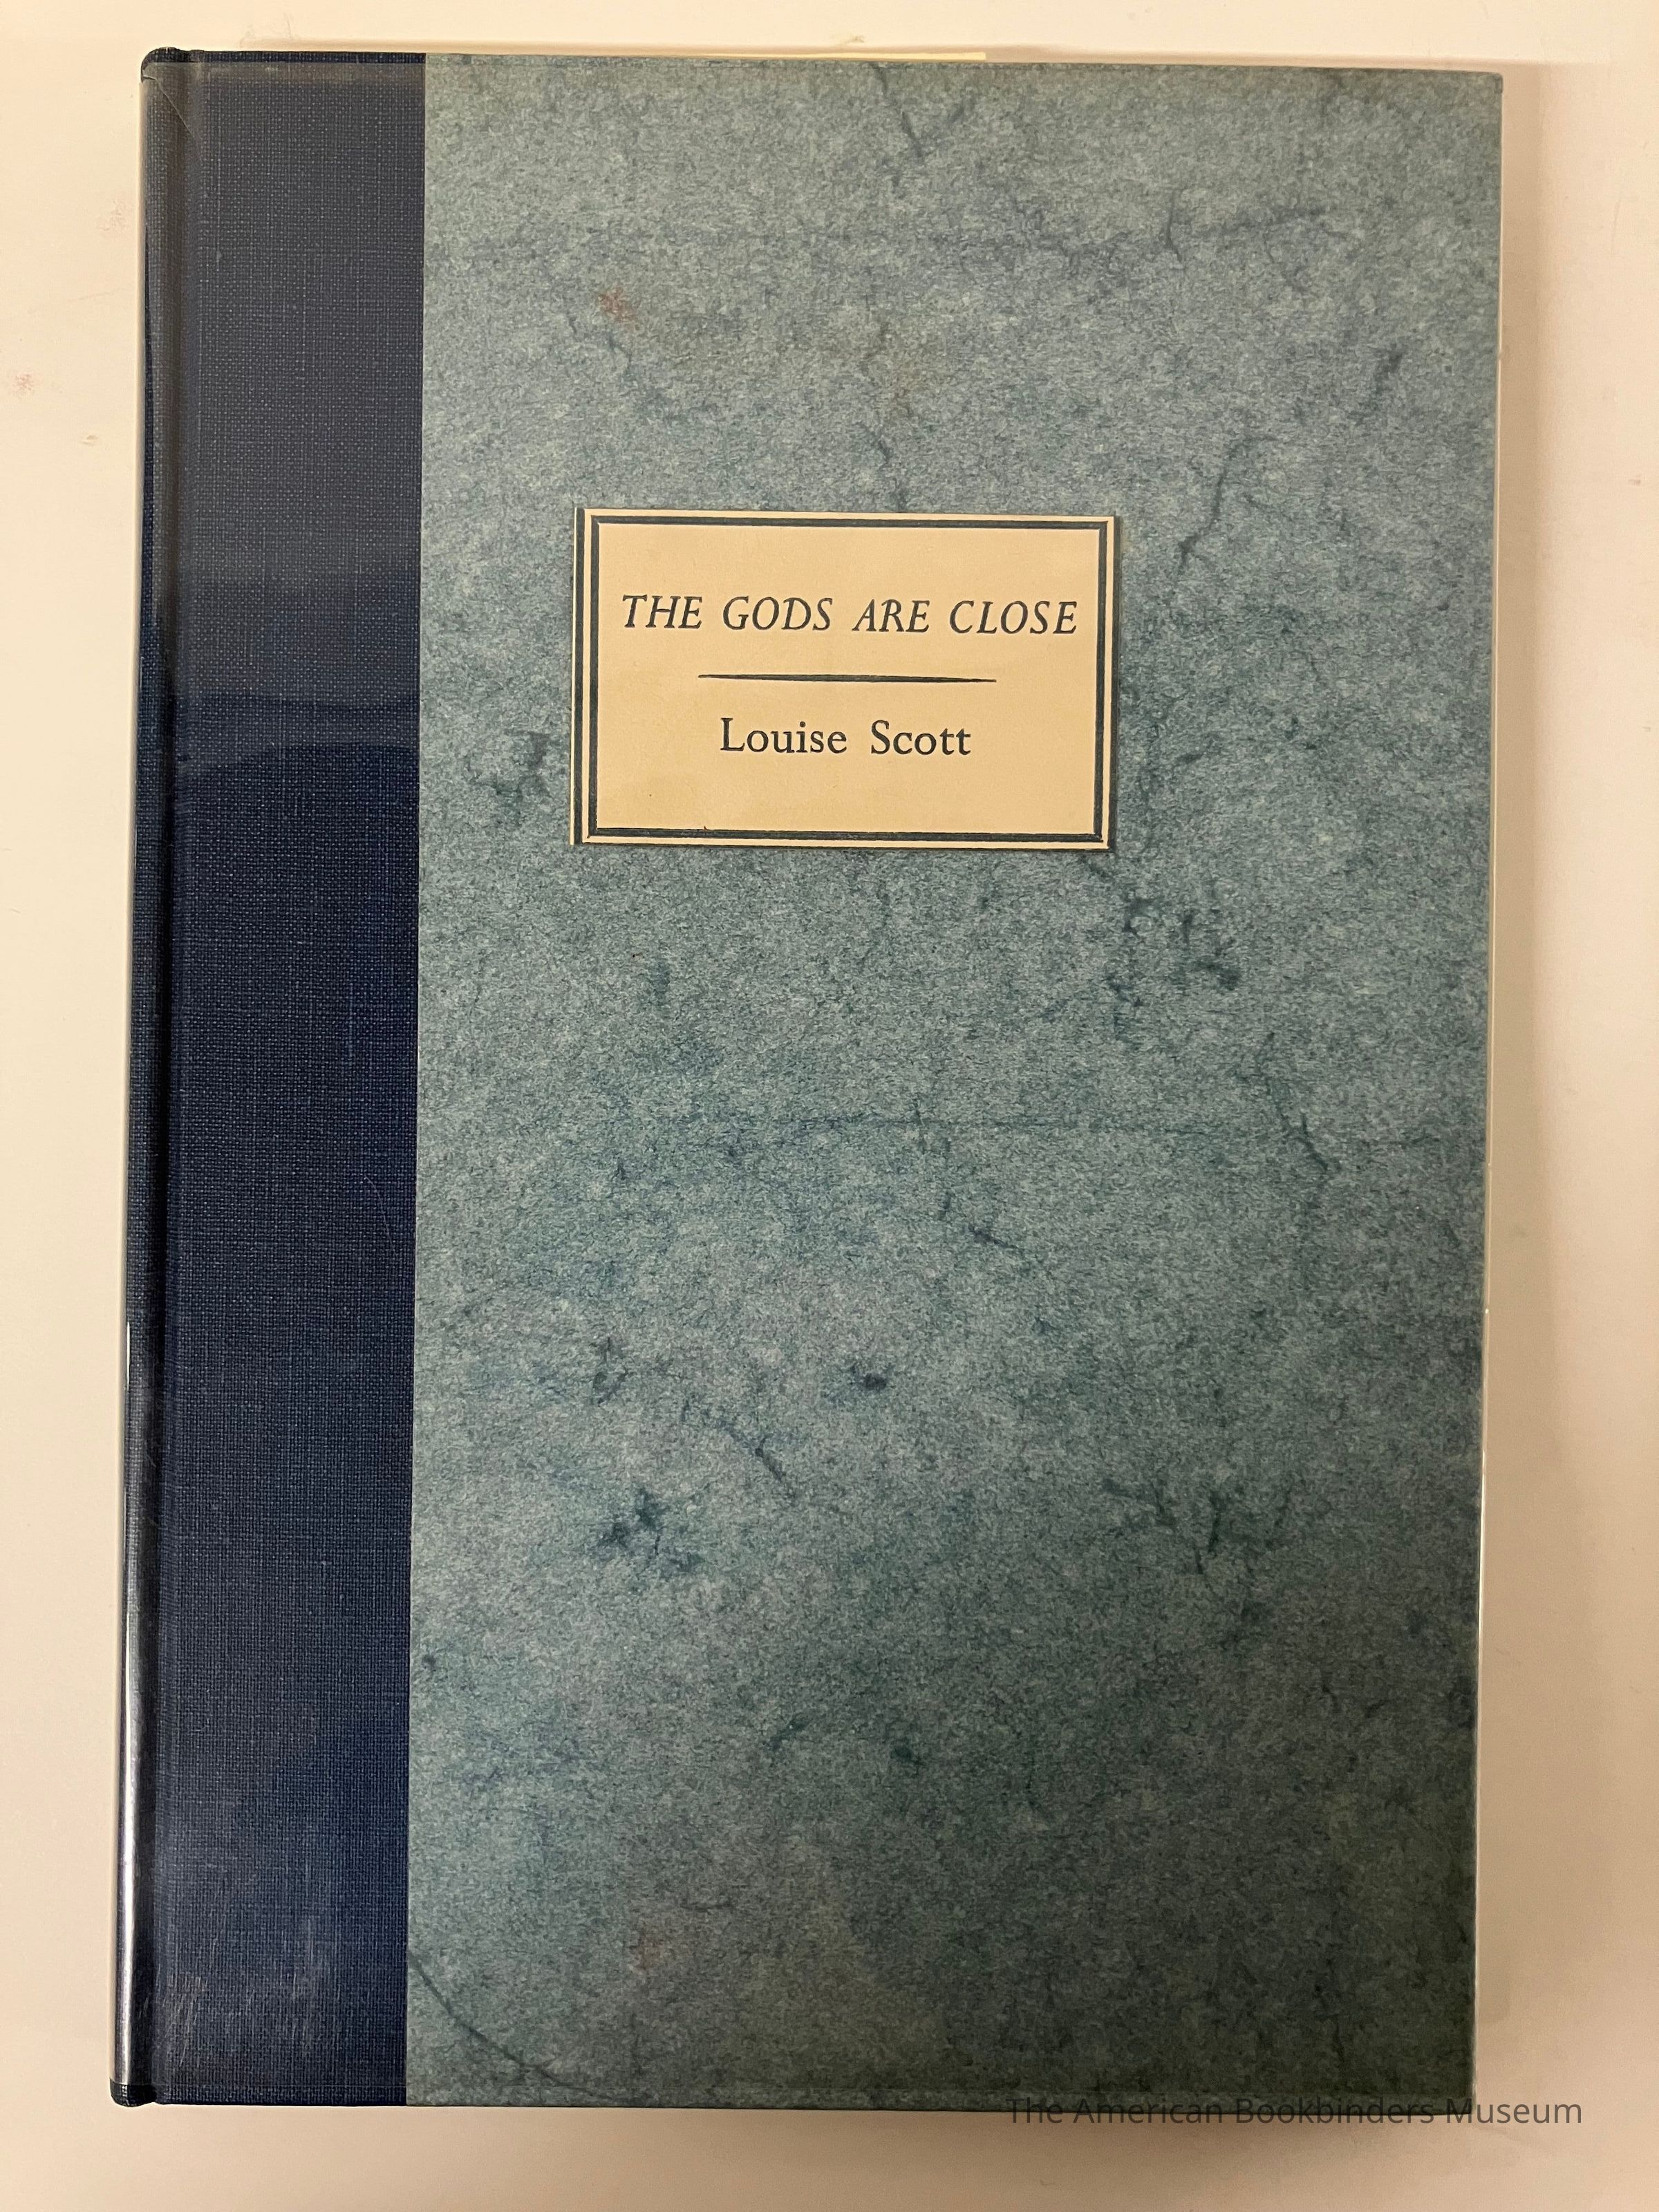 THE GODS ARE CLOSE
Louise Scott
The American Bookbinders Museum